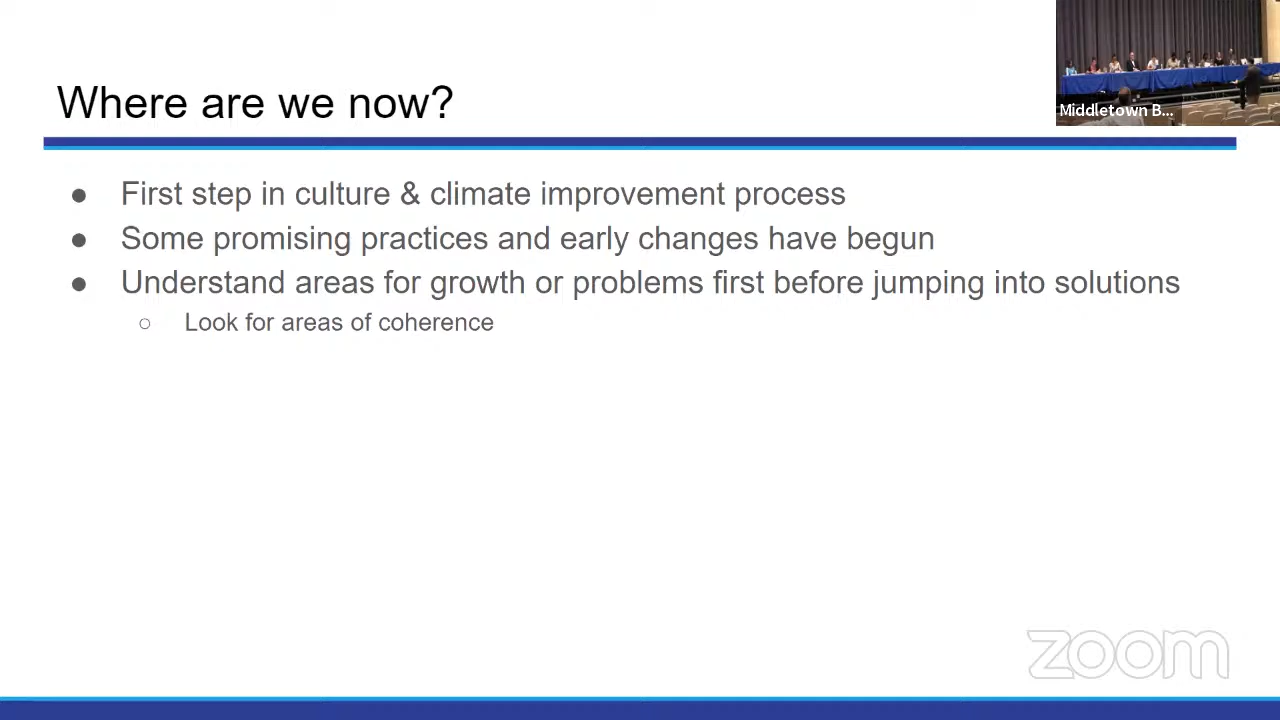 Where are we now?
Middletown B...
● First step in culture & climate improvement process
● Some promising practices and early changes have begun
● Understand areas for growth or problems first before jumping into solutions
○ Look for areas of coherence
zoom